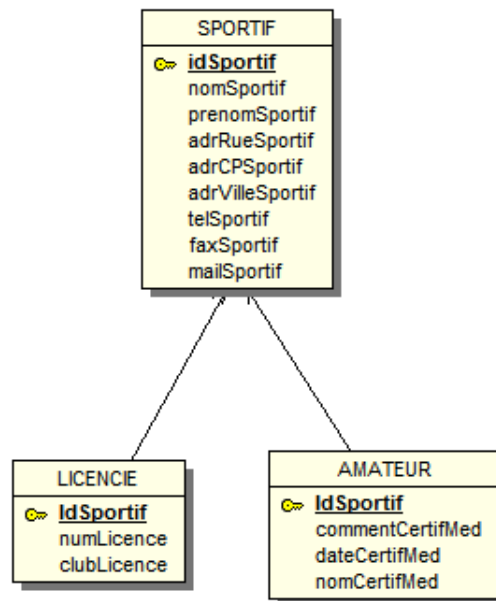 SPORTIF
idSportif
nomSportif
prenomSportif
adrRueSportif
adrCPSportif
adrVilleSportif
telSportif
faxSportif
mailSportif
LICENCIE
IdSportif
numLicence
clubLicence
AMATEUR
IdSportif
commentCertifMed
dateCertifMed
nomCertifMed